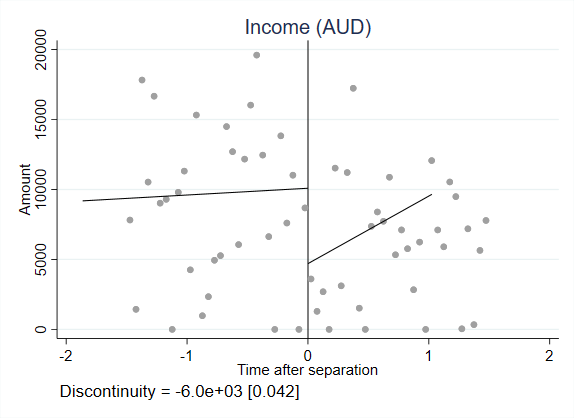 Income (AUD)
20000
15000
10000
5000
0
Amount
-2 -1 0 1 2
Time after separation
Discontinuity = -6.0e+03 [0.042]